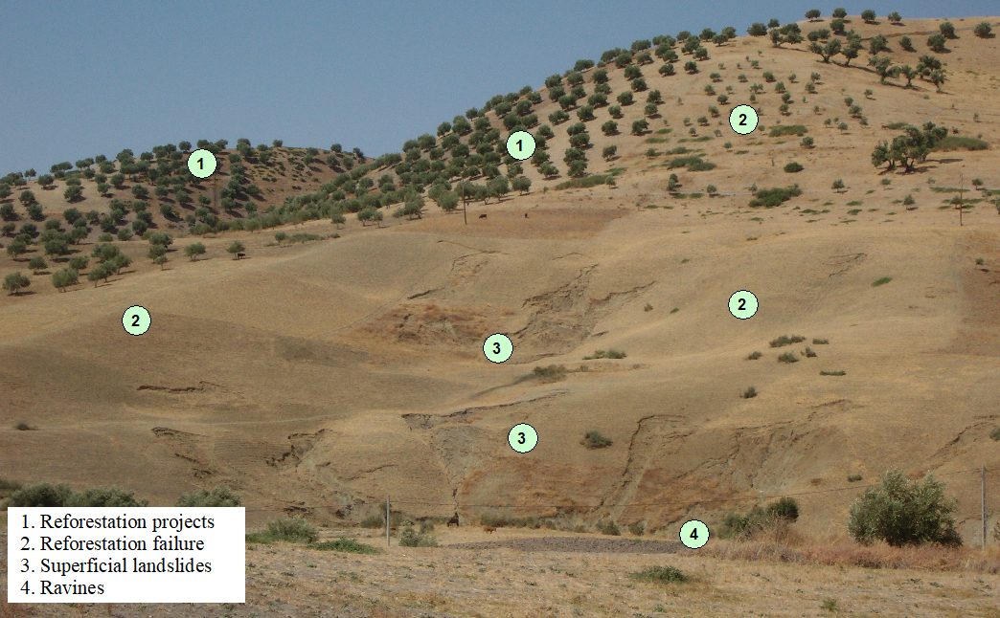 1
1
2
2
2
3
3
4
1. Reforestation projects
2. Reforestation failure
3. Superficial landslides
4. Ravines